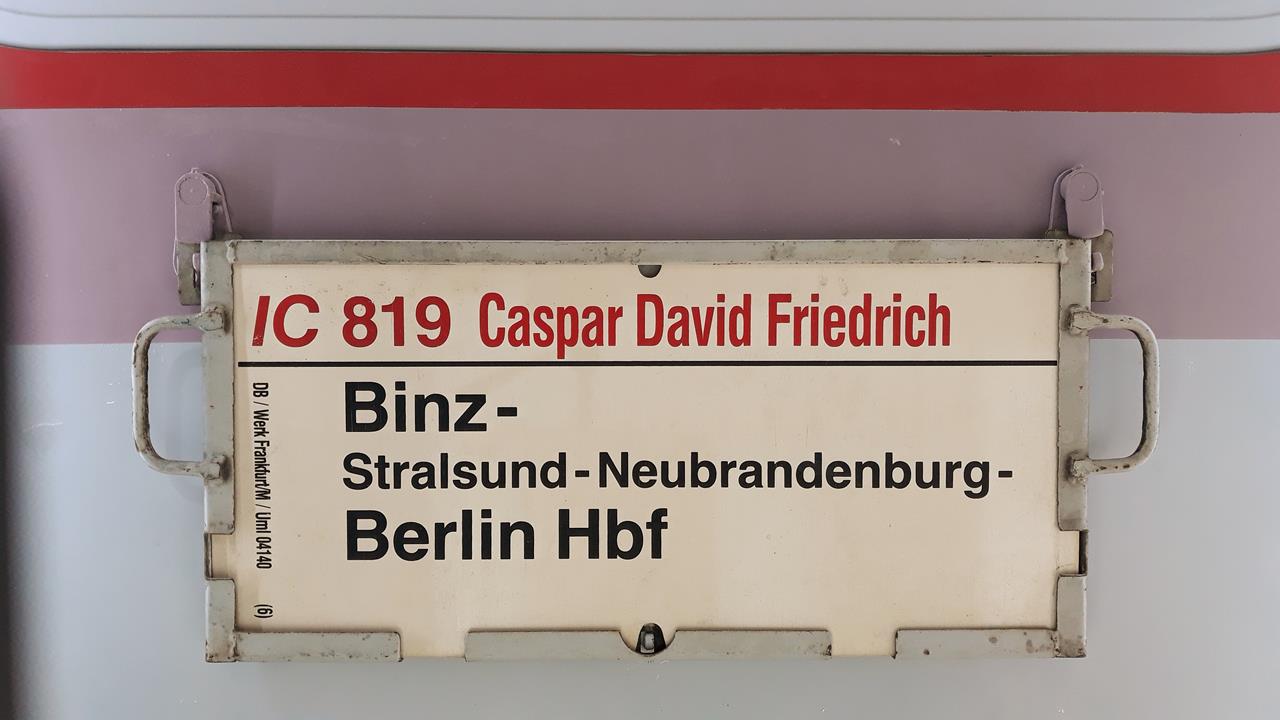 IC 819 Caspar David Friedrich
Binz-
Stralsund-Neubrandenburg-
Berlin Hbf
DB / Werk Frankfurt/M / Uml 04140 (6)